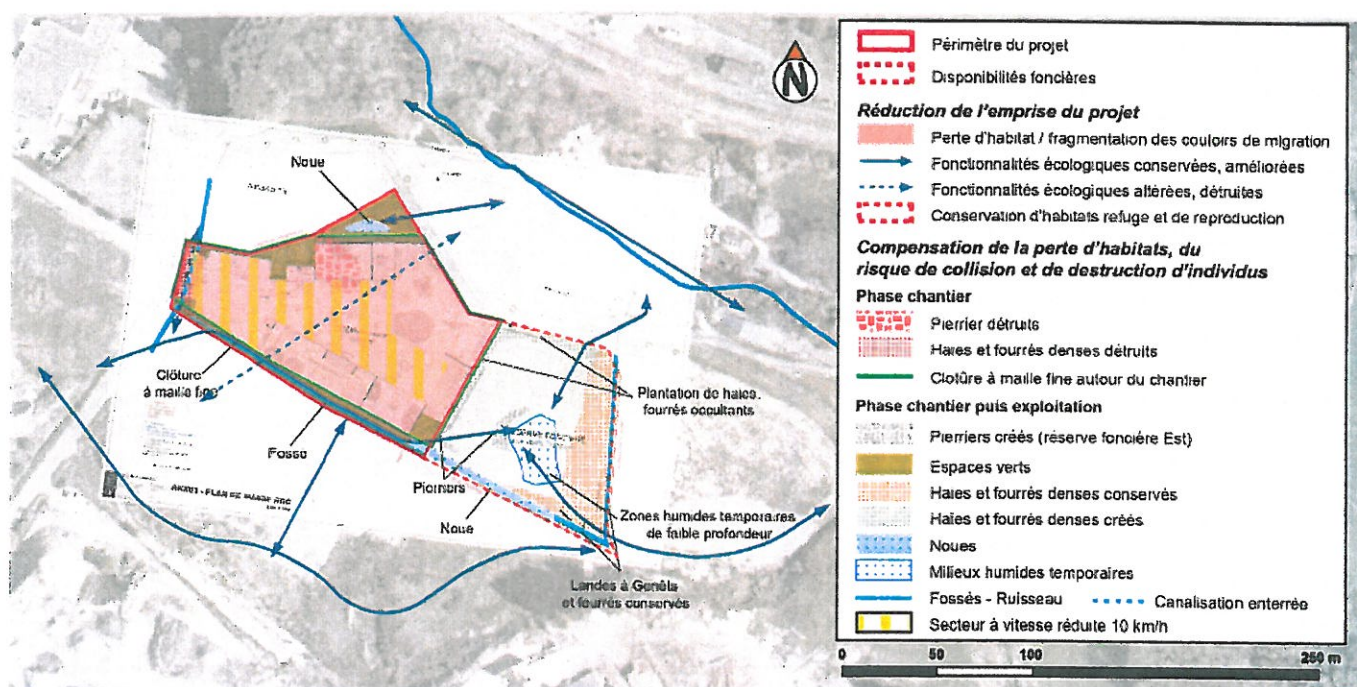 Noue
Clôture
à maille fine
Fosse
Pierriers
Noue
Plantation de haies,
fourrés occultants
Zones humides temporaires
de faible profondeur
Landes à Genêts
et fourrés conservés
N
Périmètre du projet
Disponibilités foncières
Réduction de l'emprise du projet
Perte d'habitat / fragmentation des couloirs de migration
Fonctionnalités écologiques conservées, améliorées
Fonctionnalités écologiques altérées, détruites
Conservation d'habitats refuge et de reproduction
Compensation de la perte d'habitats, du
risque de collision et de destruction d'individus
Phase chantier
Pierrier détruits
Haies et fourrés denses détruits
Clotûre à maille fine autour du chantier
Phase chantier puis exploitation
Pierriers créés (réserve foncière Est)
Espaces verts
Haies et fourrés denses conservés
Haies et fourrés denses créés
Noues
Milieux humides temporaires
Fossés - Ruisseau
Canalisation enterrée
Secteur à vitesse réduite 10 km/h
0 50 100 250 m